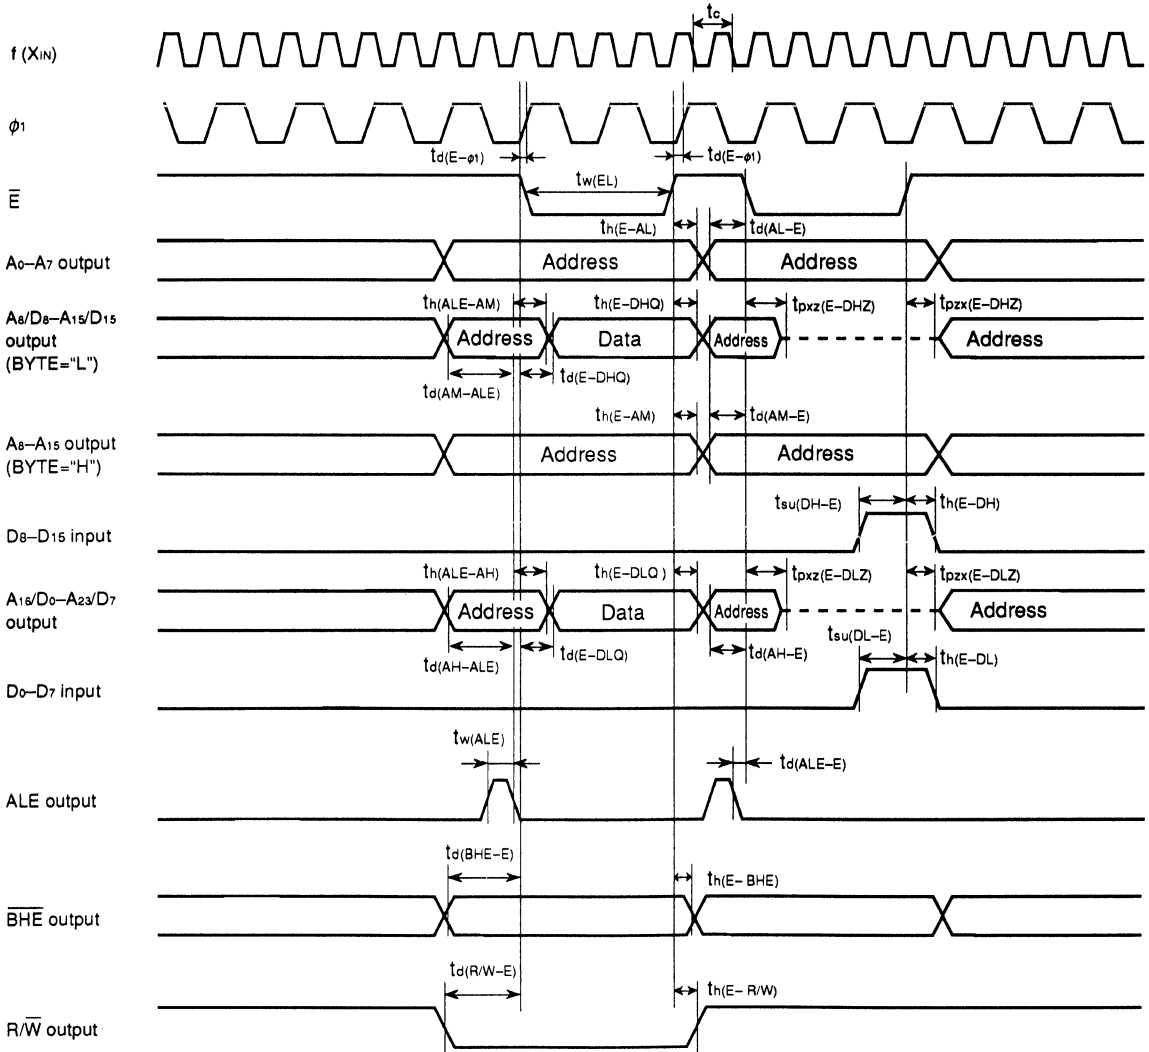 tc
f (XIN)
φ1
td(E–φ1)
td(E–φ1)
tw(EL)
E̅
th(E–AL)
td(AL–E)
A0–A7 output
Address
Address
th(ALE–AM)
th(E–DHQ)
tpxz(E–DHZ)
tpzx(E–DHZ)
A8/D8–A15/D15
output
(BYTE="L")
Address
Data
Address
Address
td(AM–ALE)
td(E–DHQ)
th(E–AM)
td(AM–E)
A8–A15 output
(BYTE="H")
Address
Address
tsu(DH–E)
th(E–DH)
D8–D15 input
th(ALE–AH)
th(E–DLQ)
tpxz(E–DLZ)
tpzx(E–DLZ)
A16/D0–A23/D7
output
Address
Data
Address
Address
tsu(DL–E)
td(AH–ALE)
td(E–DLQ)
td(AH–E)
th(E–DL)
D0–D7 input
tw(ALE)
td(ALE–E)
ALE output
td(BHE–E)
th(E–BHE)
B̅H̅E̅ output
td(R/W–E)
th(E–R/W)
R/W̅ output